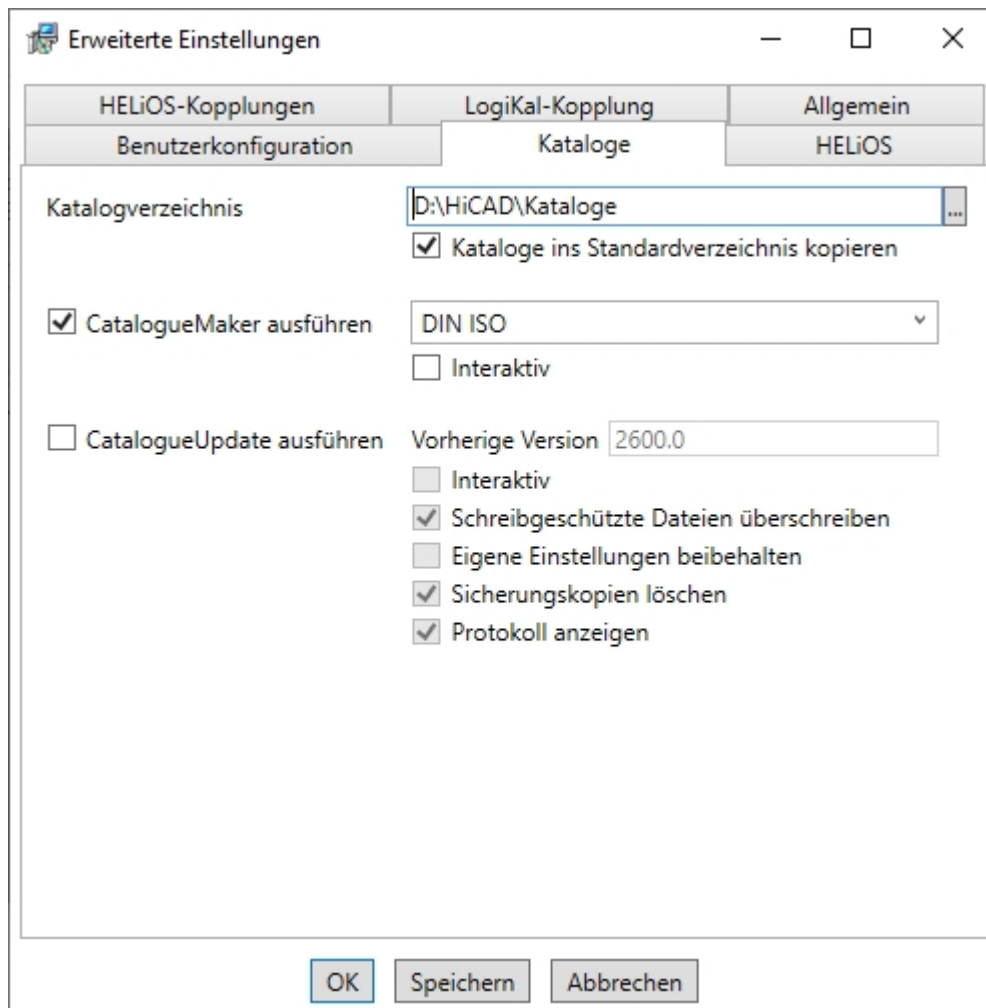 Erweiterte Einstellungen
HELiOS-Kopplungen LogiKal-Kopplung Allgemein
Benutzerkonfiguration Kataloge HELiOS
Katalogverzeichnis D:\HiCAD\Kataloge ...
Kataloge ins Standardverzeichnis kopieren
CatalogueMaker ausführen DIN ISO
Interaktiv
CatalogueUpdate ausführen Vorherige Version 2600.0
Interaktiv
Schreibgeschützte Dateien überschreiben
Eigene Einstellungen beibehalten
Sicherungskopien löschen
Protokoll anzeigen
OK Speichern Abbrechen